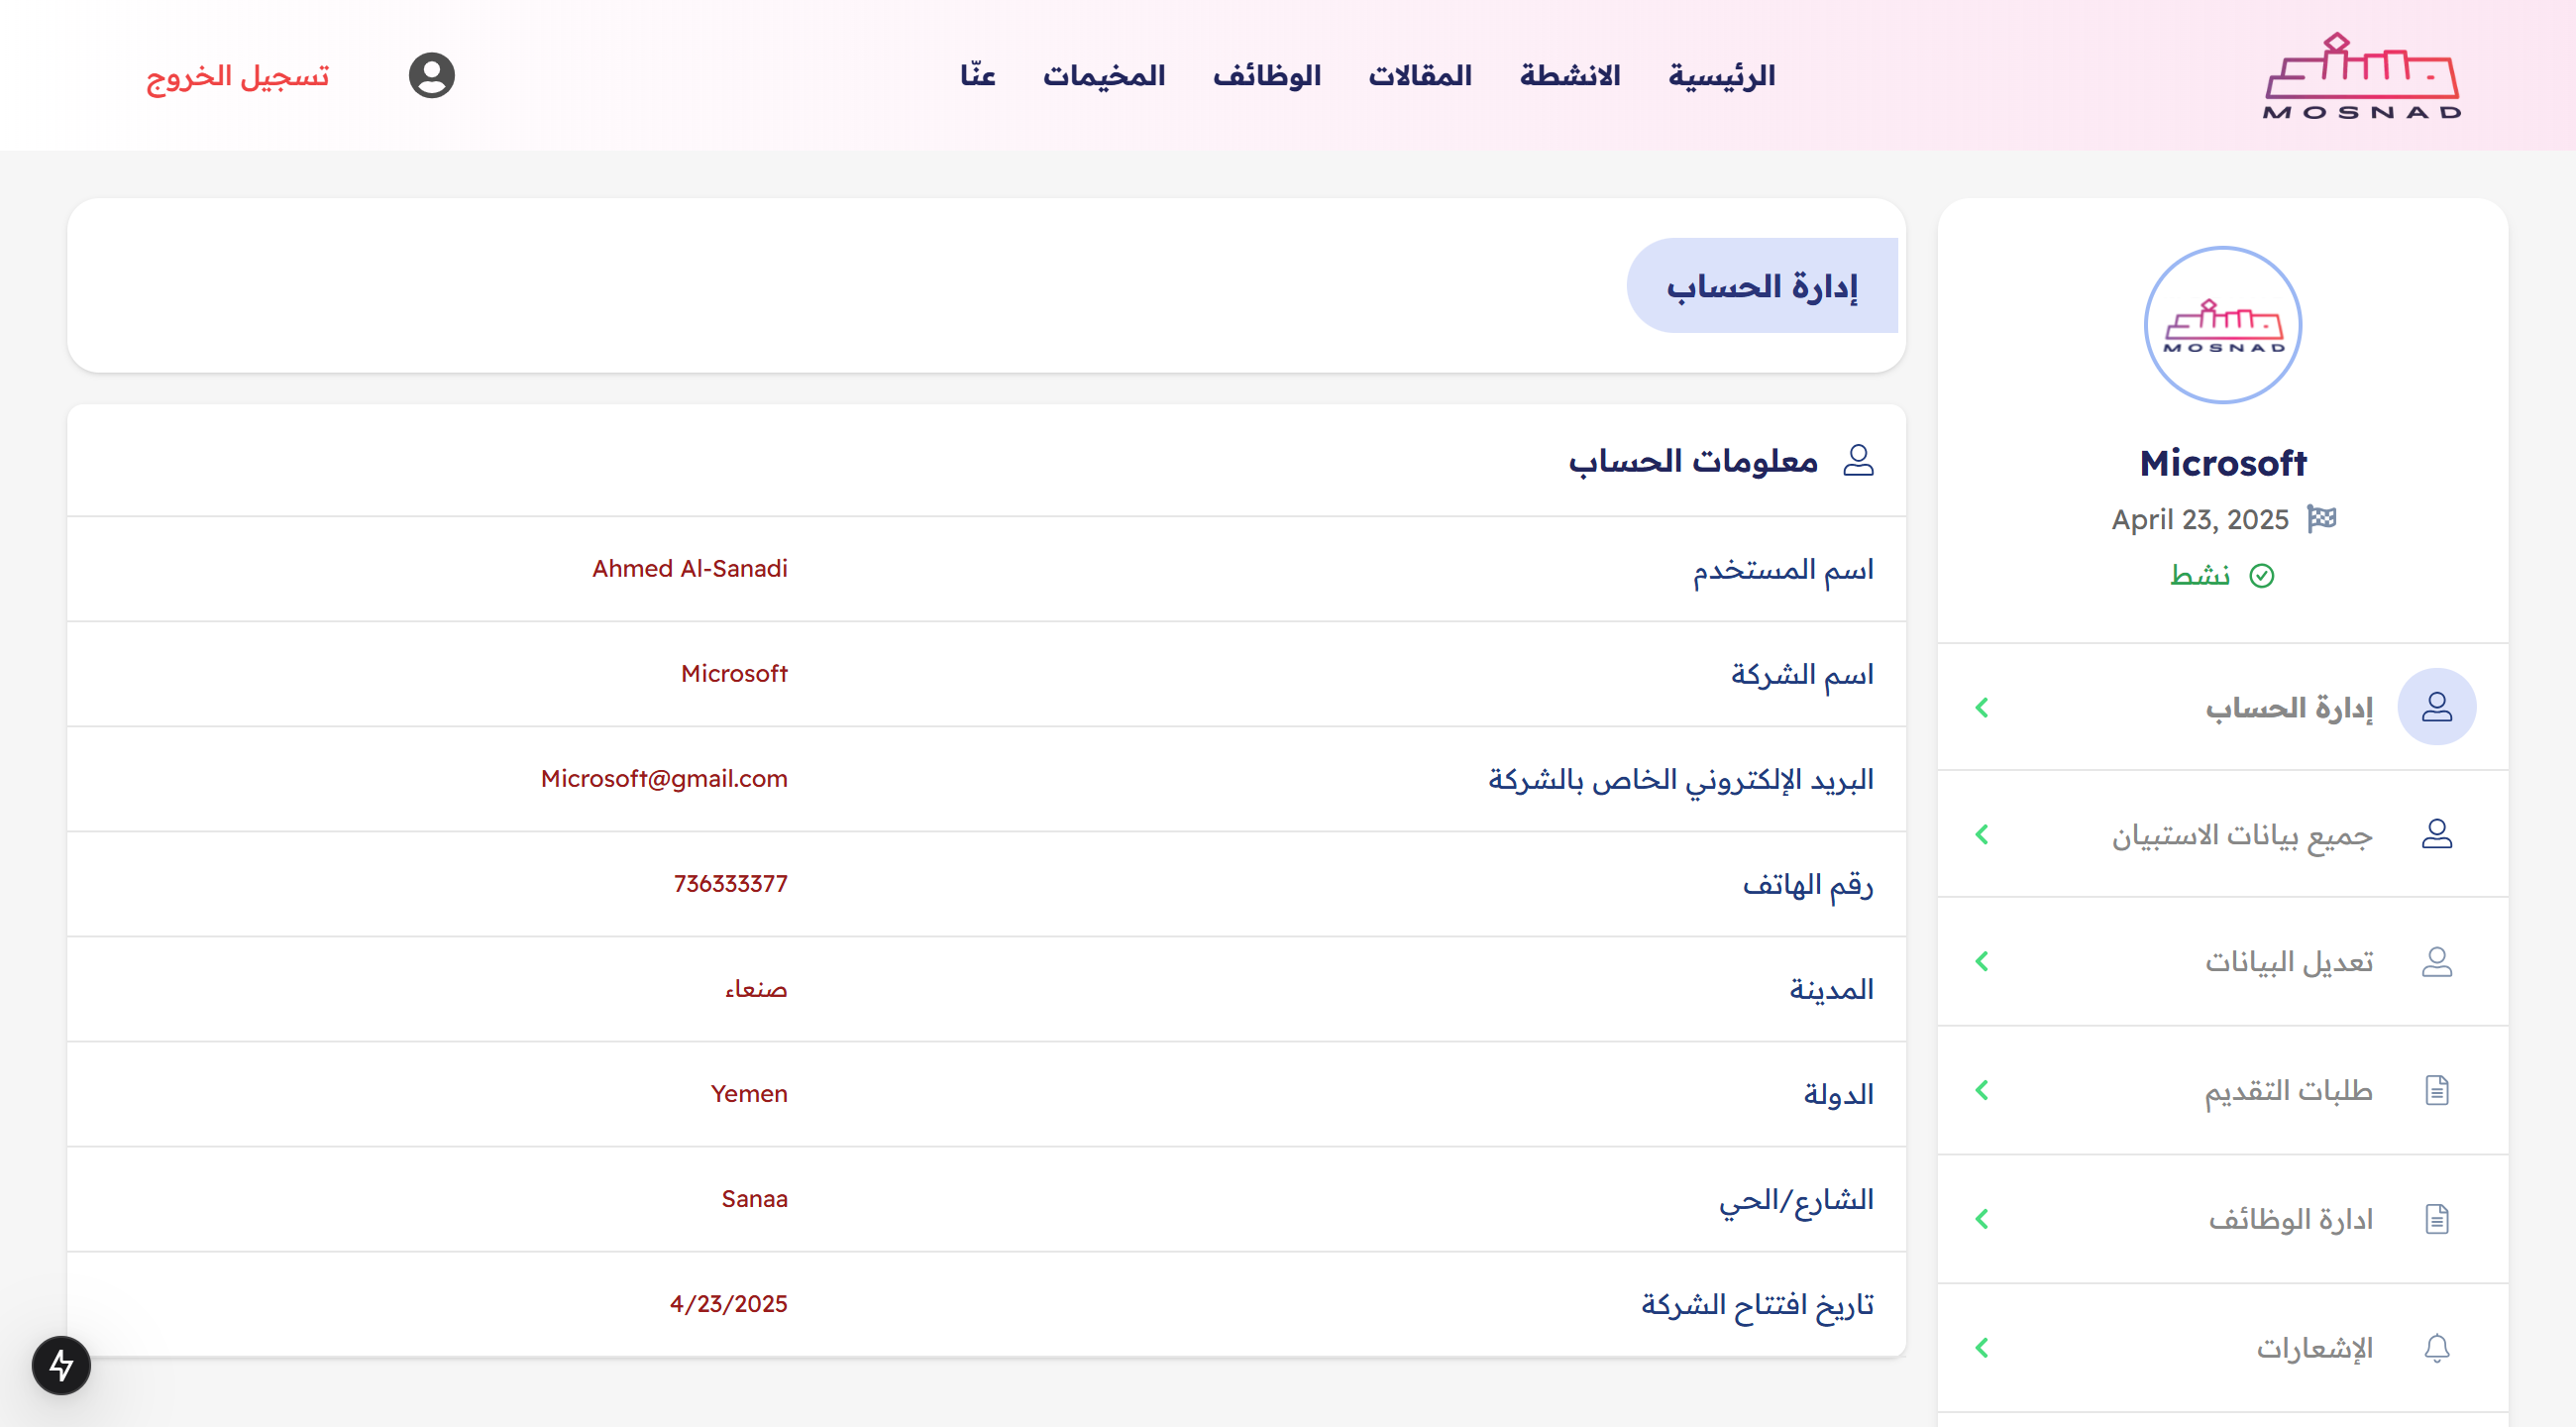 MOSNAD
الرئيسية
الانشطة
المقالات
الوظائف
المخيمات
عنّا
تسجيل الخروج
MOSNAD
Microsoft
April 23, 2025
نشط
إدارة الحساب
جميع بيانات الاستبيان
تعديل البيانات
طلبات التقديم
ادارة الوظائف
الإشعارات
إدارة الحساب
معلومات الحساب
اسم المستخدم Ahmed Al-Sanadi
اسم الشركة Microsoft
البريد الإلكتروني الخاص بالشركة Microsoft@gmail.com
رقم الهاتف 736333377
المدينة صنعاء
الدولة Yemen
الشارع/الحي Sanaa
تاريخ افتتاح الشركة 4/23/2025